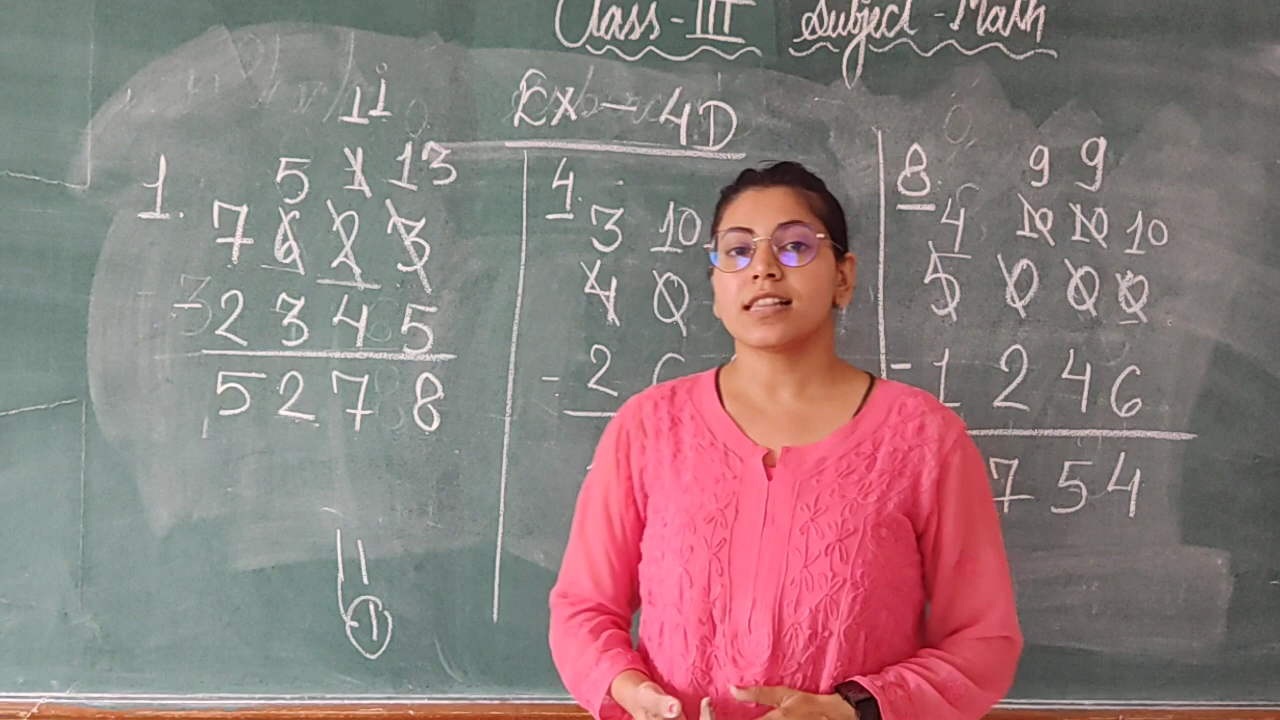 Class-III Subject-Math
Ex-4D
1.
11
5 1 13
7 6 2 3
2 3 4 5
5 2 7 8
11
1
4.
3 10
4 0
- 2 6
8.
9 9
4 10 10 10
5 0 0 0
- 1 2 4 6
7 5 4